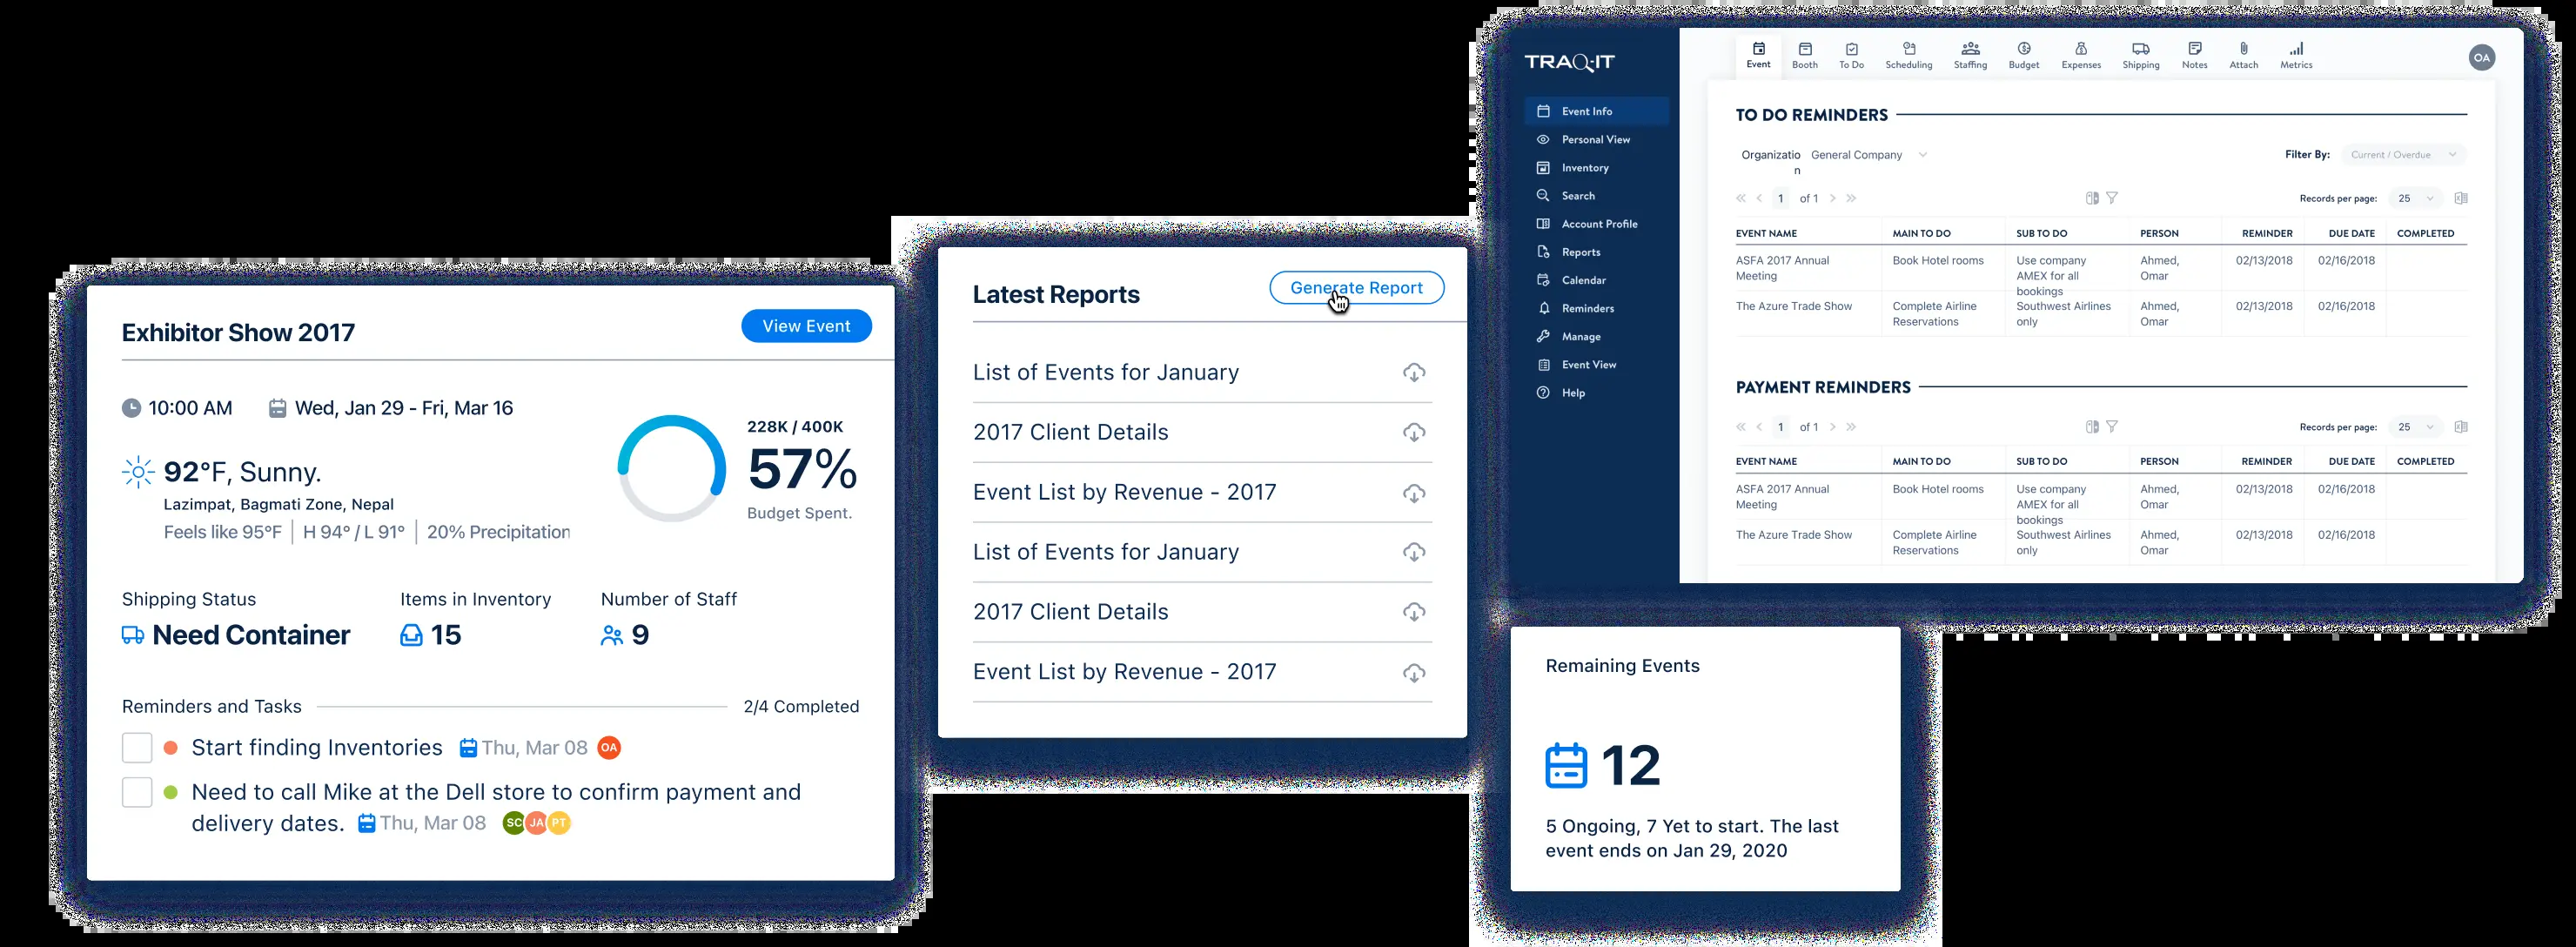 Exhibitor Show 2017
View Event
10:00 AM
Wed, Jan 29 - Fri, Mar 16
92°F, Sunny.
Lazimpat, Bagmati Zone, Nepal
Feels like 95°F | H 94° / L 91° | 20% Precipitation
228K / 400K
57%
Budget Spent.
Shipping Status
Need Container
Items in Inventory
15
Number of Staff
9
Reminders and Tasks
2/4 Completed
Start finding Inventories Thu, Mar 08 OA
Need to call Mike at the Dell store to confirm payment and
delivery dates. Thu, Mar 08 SC JA PT
Latest Reports
Generate Report
List of Events for January
2017 Client Details
Event List by Revenue - 2017
List of Events for January
2017 Client Details
Event List by Revenue - 2017
TRAQ-IT
Event Info
Personal View
Inventory
Search
Account Profile
Reports
Calendar
Reminders
Manage
Event View
Help
Event Booth To Do Scheduling Staffing Budget Expenses Shipping Notes Attach Metrics
OA
TO DO REMINDERS
Organizatio
n
General Company
Filter By: Current / Overdue
1 of 1
Records per page: 25
EVENT NAME MAIN TO DO SUB TO DO PERSON REMINDER DUE DATE COMPLETED
ASFA 2017 Annual Book Hotel rooms Use company Ahmed, 02/13/2018 02/16/2018
Meeting AMEX for all Omar
bookings
The Azure Trade Show Complete Airline Southwest Airlines Ahmed, 02/13/2018 02/16/2018
Reservations only Omar
PAYMENT REMINDERS
1 of 1
Records per page: 25
EVENT NAME MAIN TO DO SUB TO DO PERSON REMINDER DUE DATE COMPLETED
ASFA 2017 Annual Book Hotel rooms Use company Ahmed, 02/13/2018 02/16/2018
Meeting AMEX for all Omar
bookings
The Azure Trade Show Complete Airline Southwest Airlines Ahmed, 02/13/2018 02/16/2018
Reservations only Omar
Remaining Events
12
5 Ongoing, 7 Yet to start. The last
event ends on Jan 29, 2020